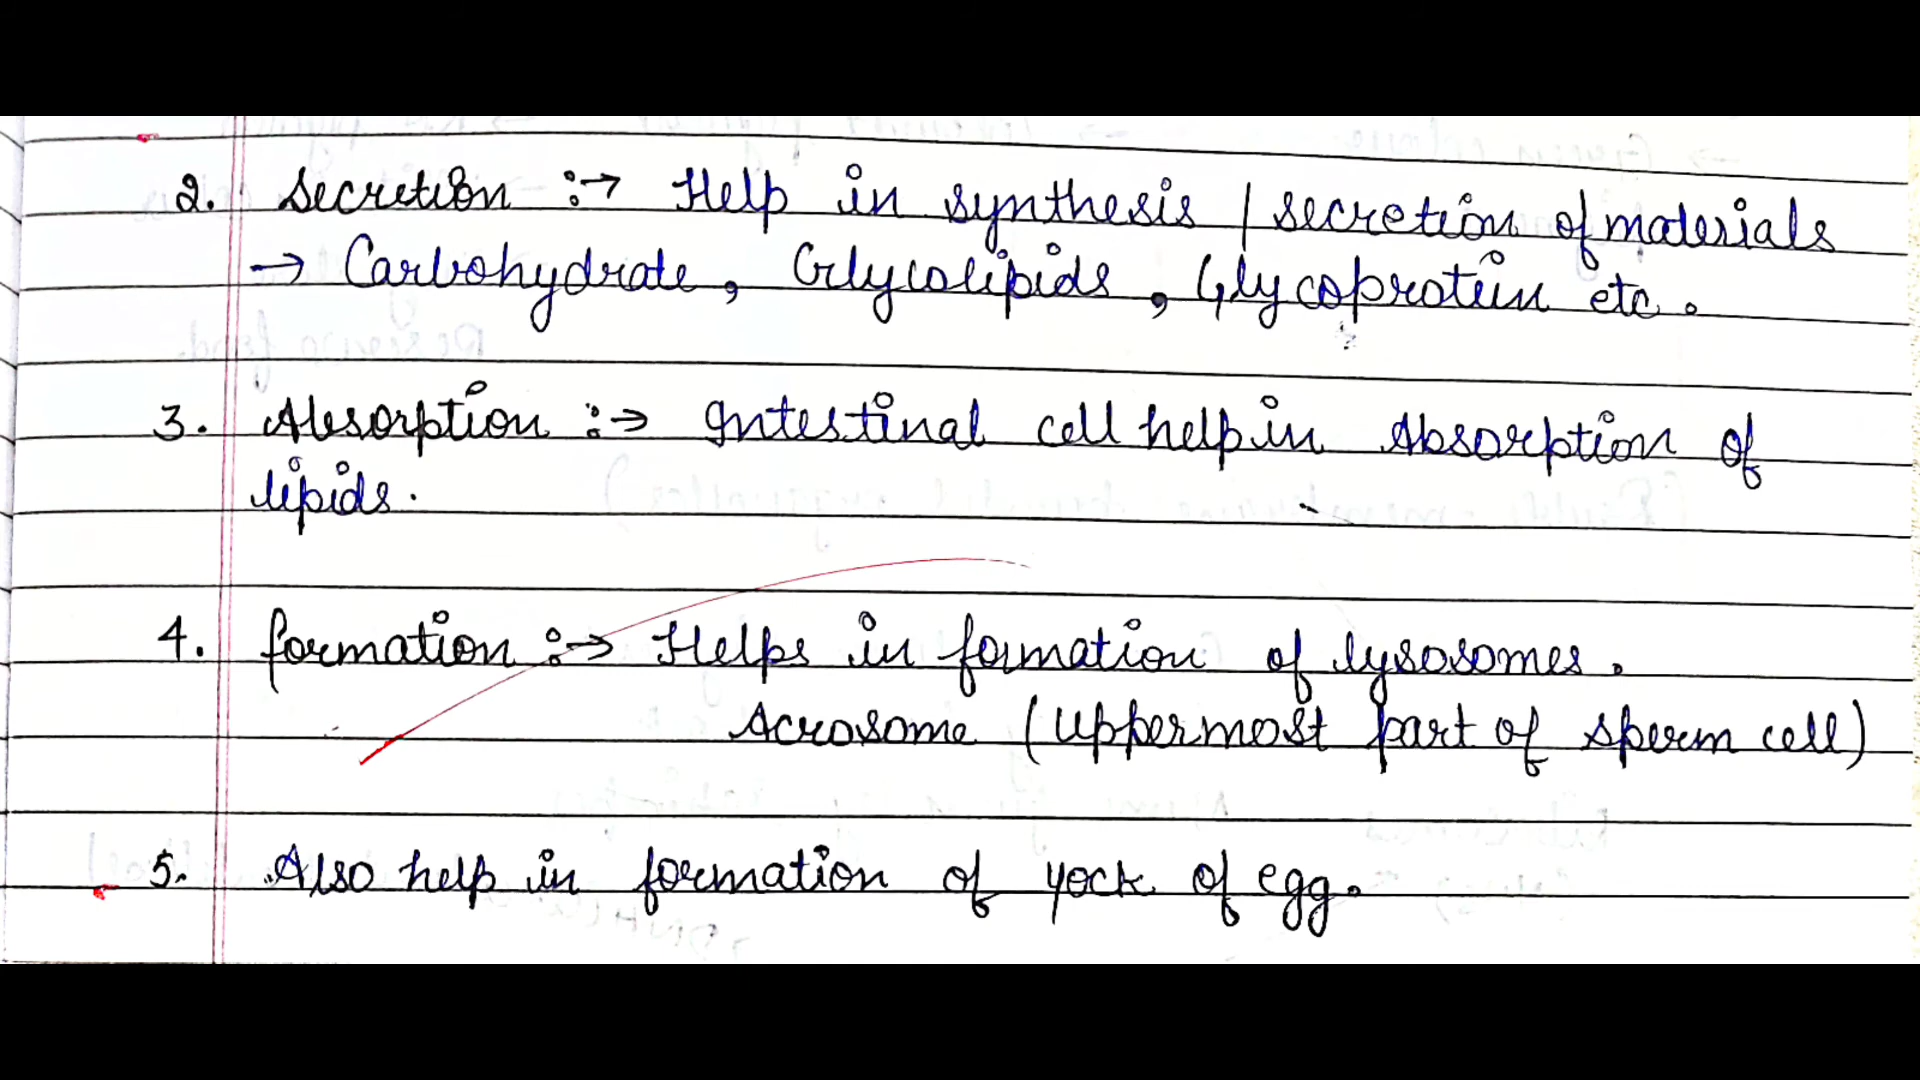 2. Secretion :→ Help in synthesis / secretion of materials
→ Carbohydrate, Glycolipids, Glycoprotein etc.
3. Absorption :→ Intestinal cell help in Absorption of
lipids.
4. formation :→ Helps in formation of lysosomes.
Acrosome (Uppermost part of sperm cell)
5. Also help in formation of yock of egg.